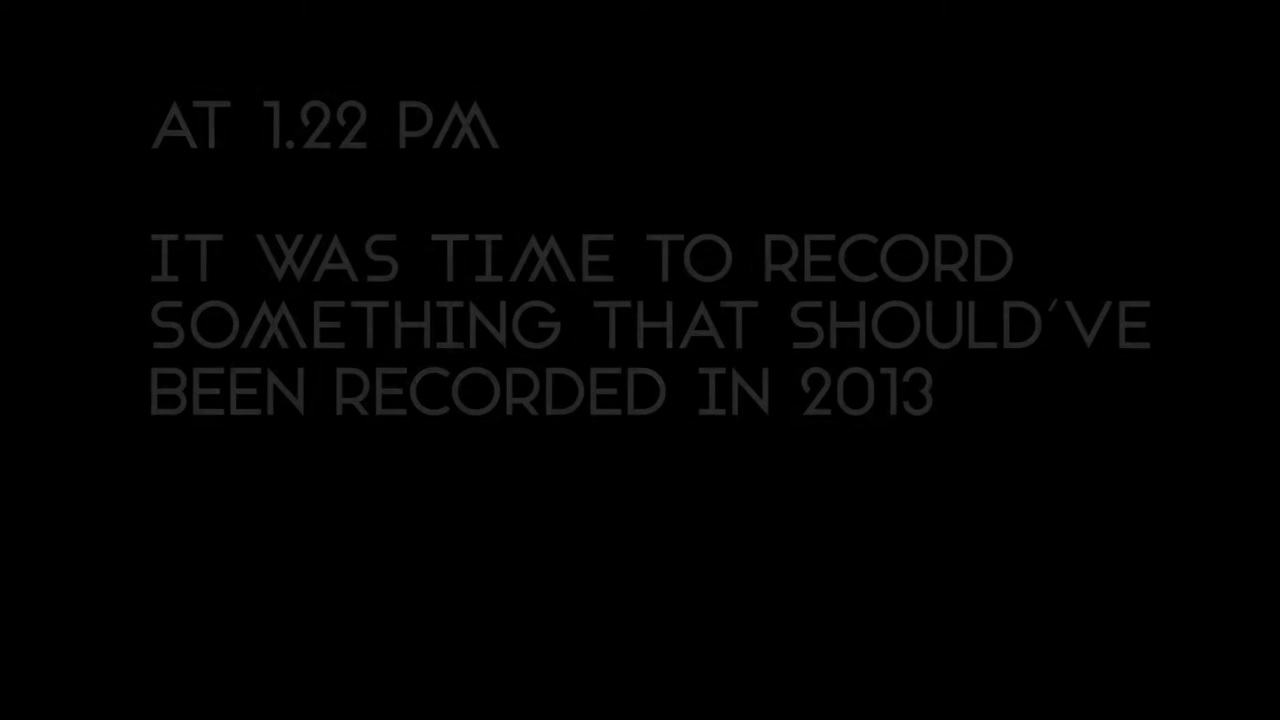 AT 1.22 PM
IT WAS TIME TO RECORD
SOMETHING THAT SHOULD'VE
BEEN RECORDED IN 2013